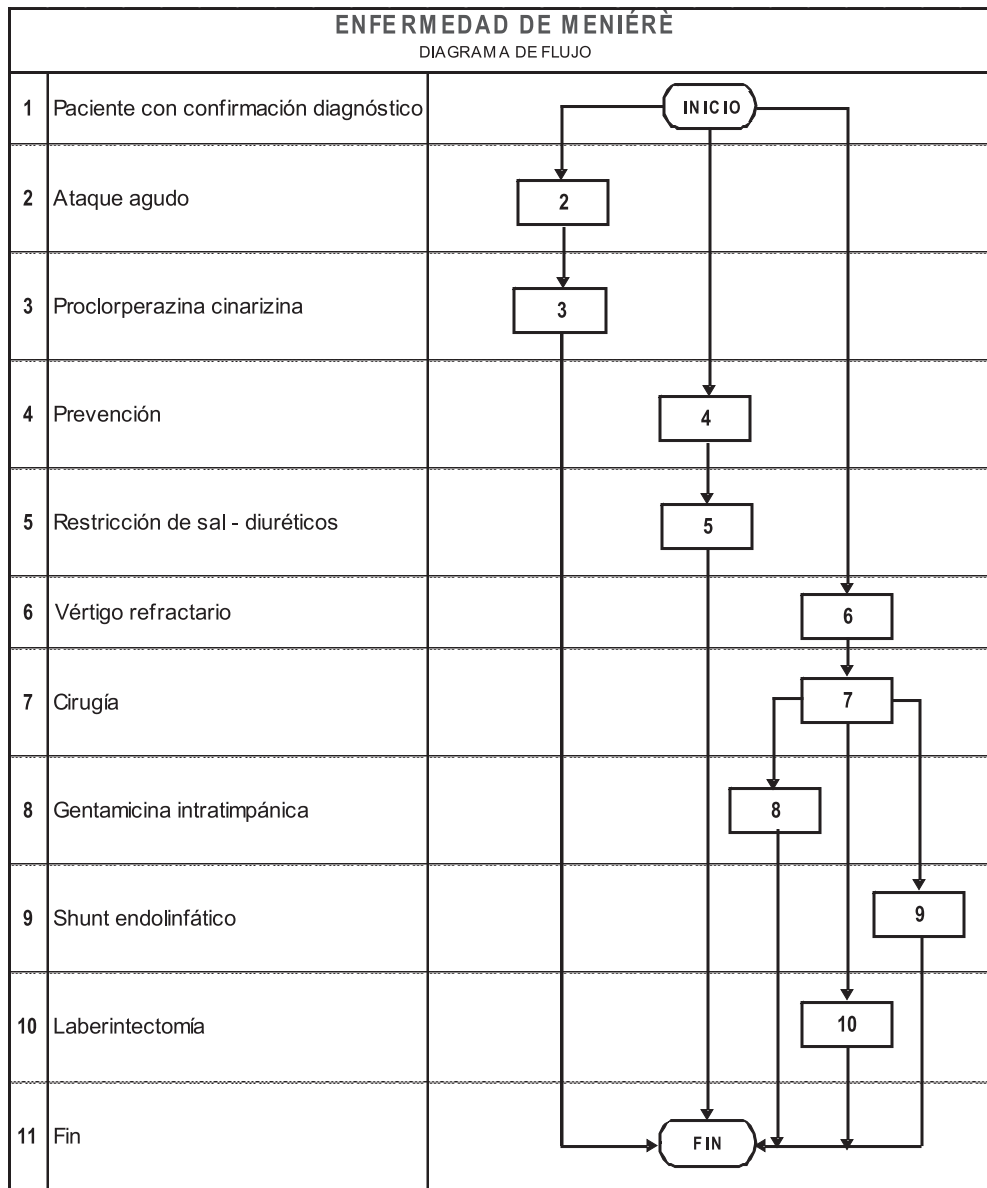 ENFERMEDAD DE MENIÉRÈ
DIAGRAMA DE FLUJO
1 Paciente con confirmación diagnóstico INICIO
2 Ataque agudo 2
3 Proclorperazina cinarizina 3
4 Prevención 4
5 Restricción de sal - diuréticos 5
6 Vértigo refractario 6
7 Cirugía 7
8 Gentamicina intratimpánica 8
9 Shunt endolinfático 9
10 Laberintectomía 10
11 Fin FIN